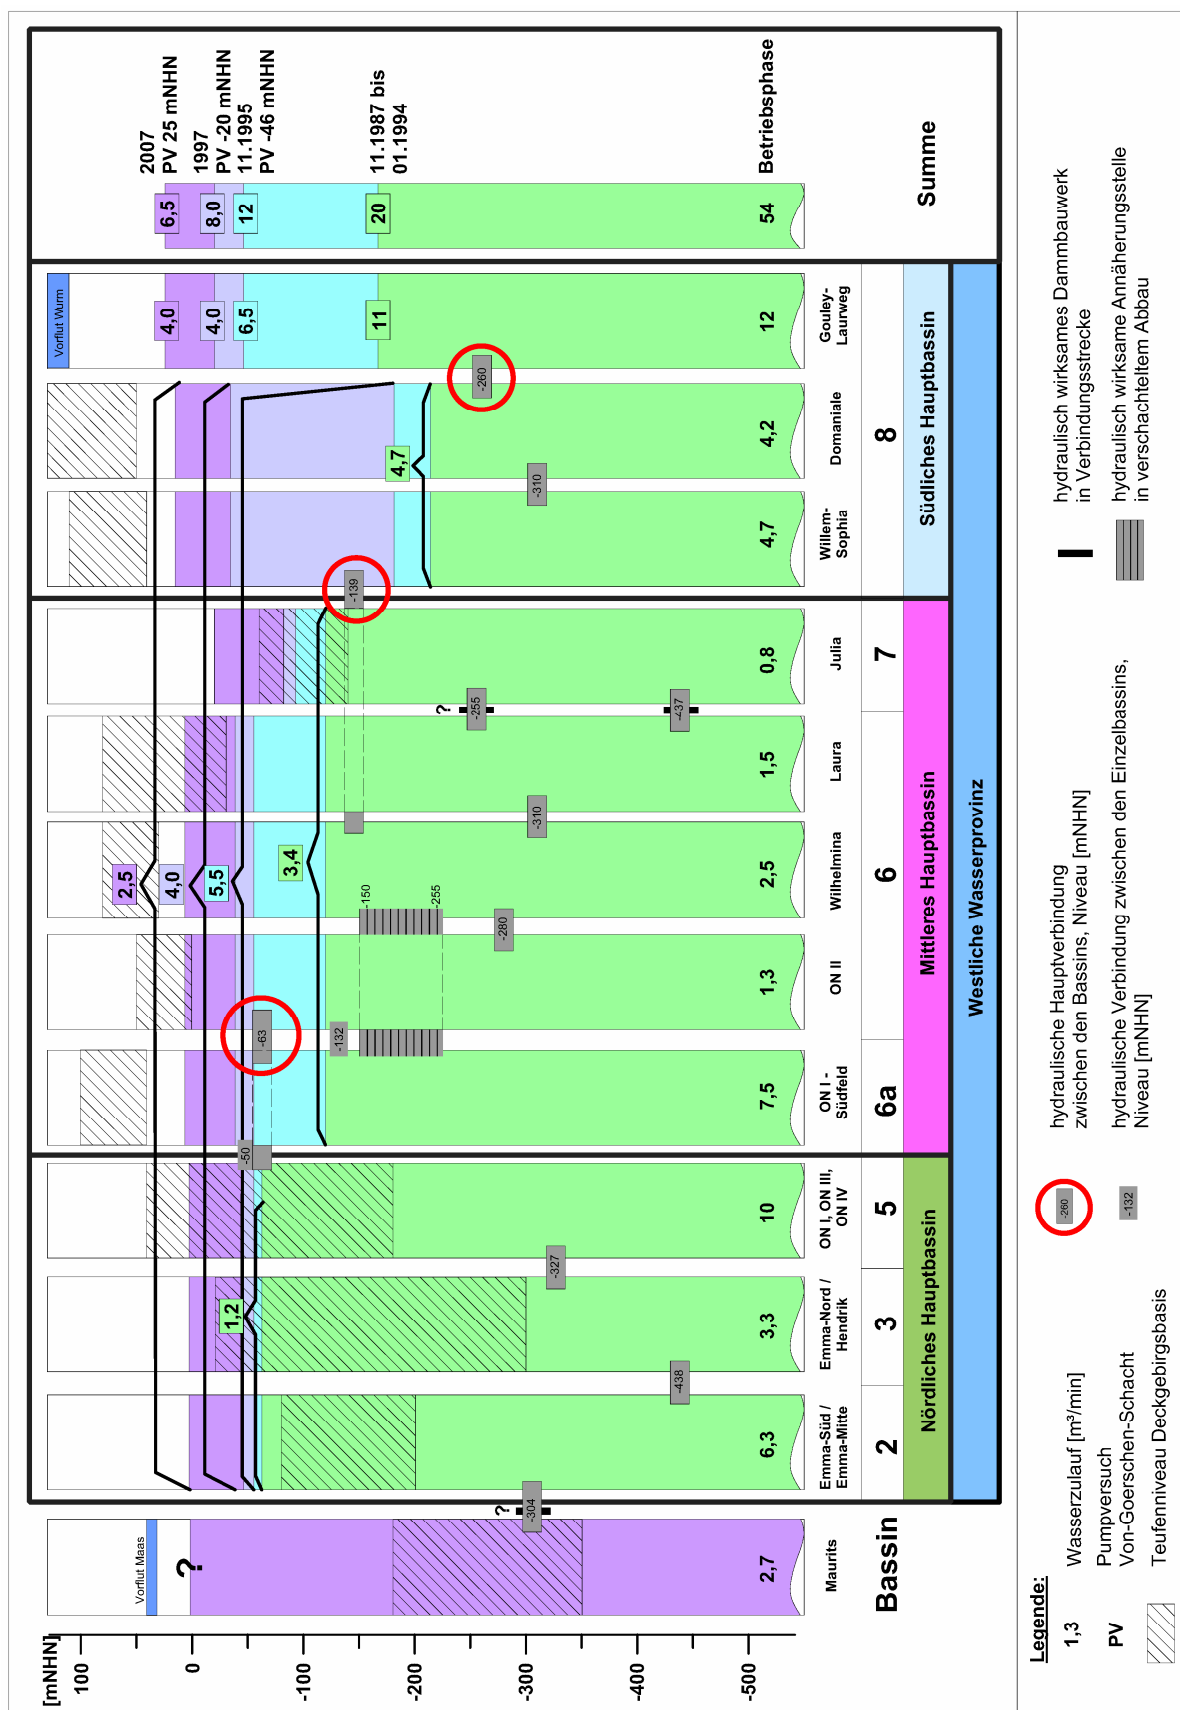 [mNHN]
100
0
-100
-200
-300
-400
-500
Vorflut Maas
?
2,7
Maurits
Bassin
?
-304
6,3
Emma-Süd /
Emma-Mitte
2
-438
1,2
3,3
Emma-Nord /
Hendrik
3
-327
10
ON I, ON III,
ON IV
5
Nördliches Hauptbassin
-50
-63
-132
7,5
ON I -
Südfeld
6a
1,3
ON II
-280
-150
-255
2,5
4,0
5,5
3,4
2,5
Wilhelmina
6
-310
1,5
Laura
?
-255
-437
0,8
Julia
7
Mittleres Hauptbassin
-139
4,7
Willem-
Sophia
-310
4,7
4,2
Domaniale
8
-260
Vorflut Wurm
4,0
4,0
6,5
11
12
Gouley-
Laurweg
Südliches Hauptbassin
Westliche Wasserprovinz
6,5
8,0
12
20
54
2007
PV 25 mNHN
1997
PV -20 mNHN
11.1995
PV -46 mNHN
11.1987 bis
01.1994
Betriebsphase
Summe
Legende:
1,3
Wasserzulauf [m³/min]
PV
Pumpversuch
Von-Goerschen-Schacht
Teufenniveau Deckgebirgsbasis
-260
hydraulische Hauptverbindung
zwischen den Bassins, Niveau [mNHN]
-132
hydraulische Verbindung zwischen den Einzelbassins,
Niveau [mNHN]
hydraulisch wirksames Dammbauwerk
in Verbindungsstrecke
hydraulisch wirksame Annäherungsstelle
in verschachteltem Abbau